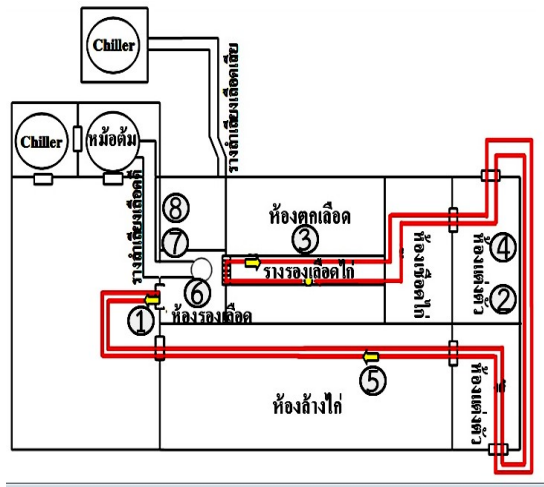 Chiller
รางลำเลียงเลือดเสีย
Chiller
หม้อต้ม
รางลำเลียงเลือดดี
⑧
ห้องตกเลือด
⑦
③
รางรองเลือดไก่
ห้องเชือดไก่
④
ห้องแต่งตัว
②
⑥
①
ห้องรองเลือด
⑤
ห้องล้างไก่
ห้องแต่งตัว